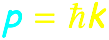 p = ħk